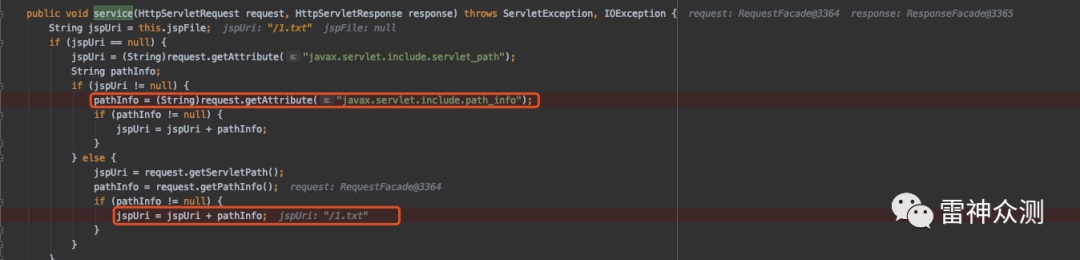 public void service(HttpServletRequest request, HttpServletResponse response) throws ServletException, IOException { request: RequestFacade@3364 response: ResponseFacade@3365
String jspUri = this.jspFile; jspUri: "/1.txt" jspFile: null
if (jspUri == null) {
jspUri = (String)request.getAttribute( s: "javax.servlet.include.servlet_path");
String pathInfo;
if (jspUri != null) {
pathInfo = (String)request.getAttribute( s: "javax.servlet.include.path_info");
if (pathInfo != null) {
jspUri = jspUri + pathInfo;
}
} else {
jspUri = request.getServletPath();
pathInfo = request.getPathInfo(); request: RequestFacade@3364
if (pathInfo != null) {
jspUri = jspUri + pathInfo; jspUri: "/1.txt"
}
}
}
雷神众测